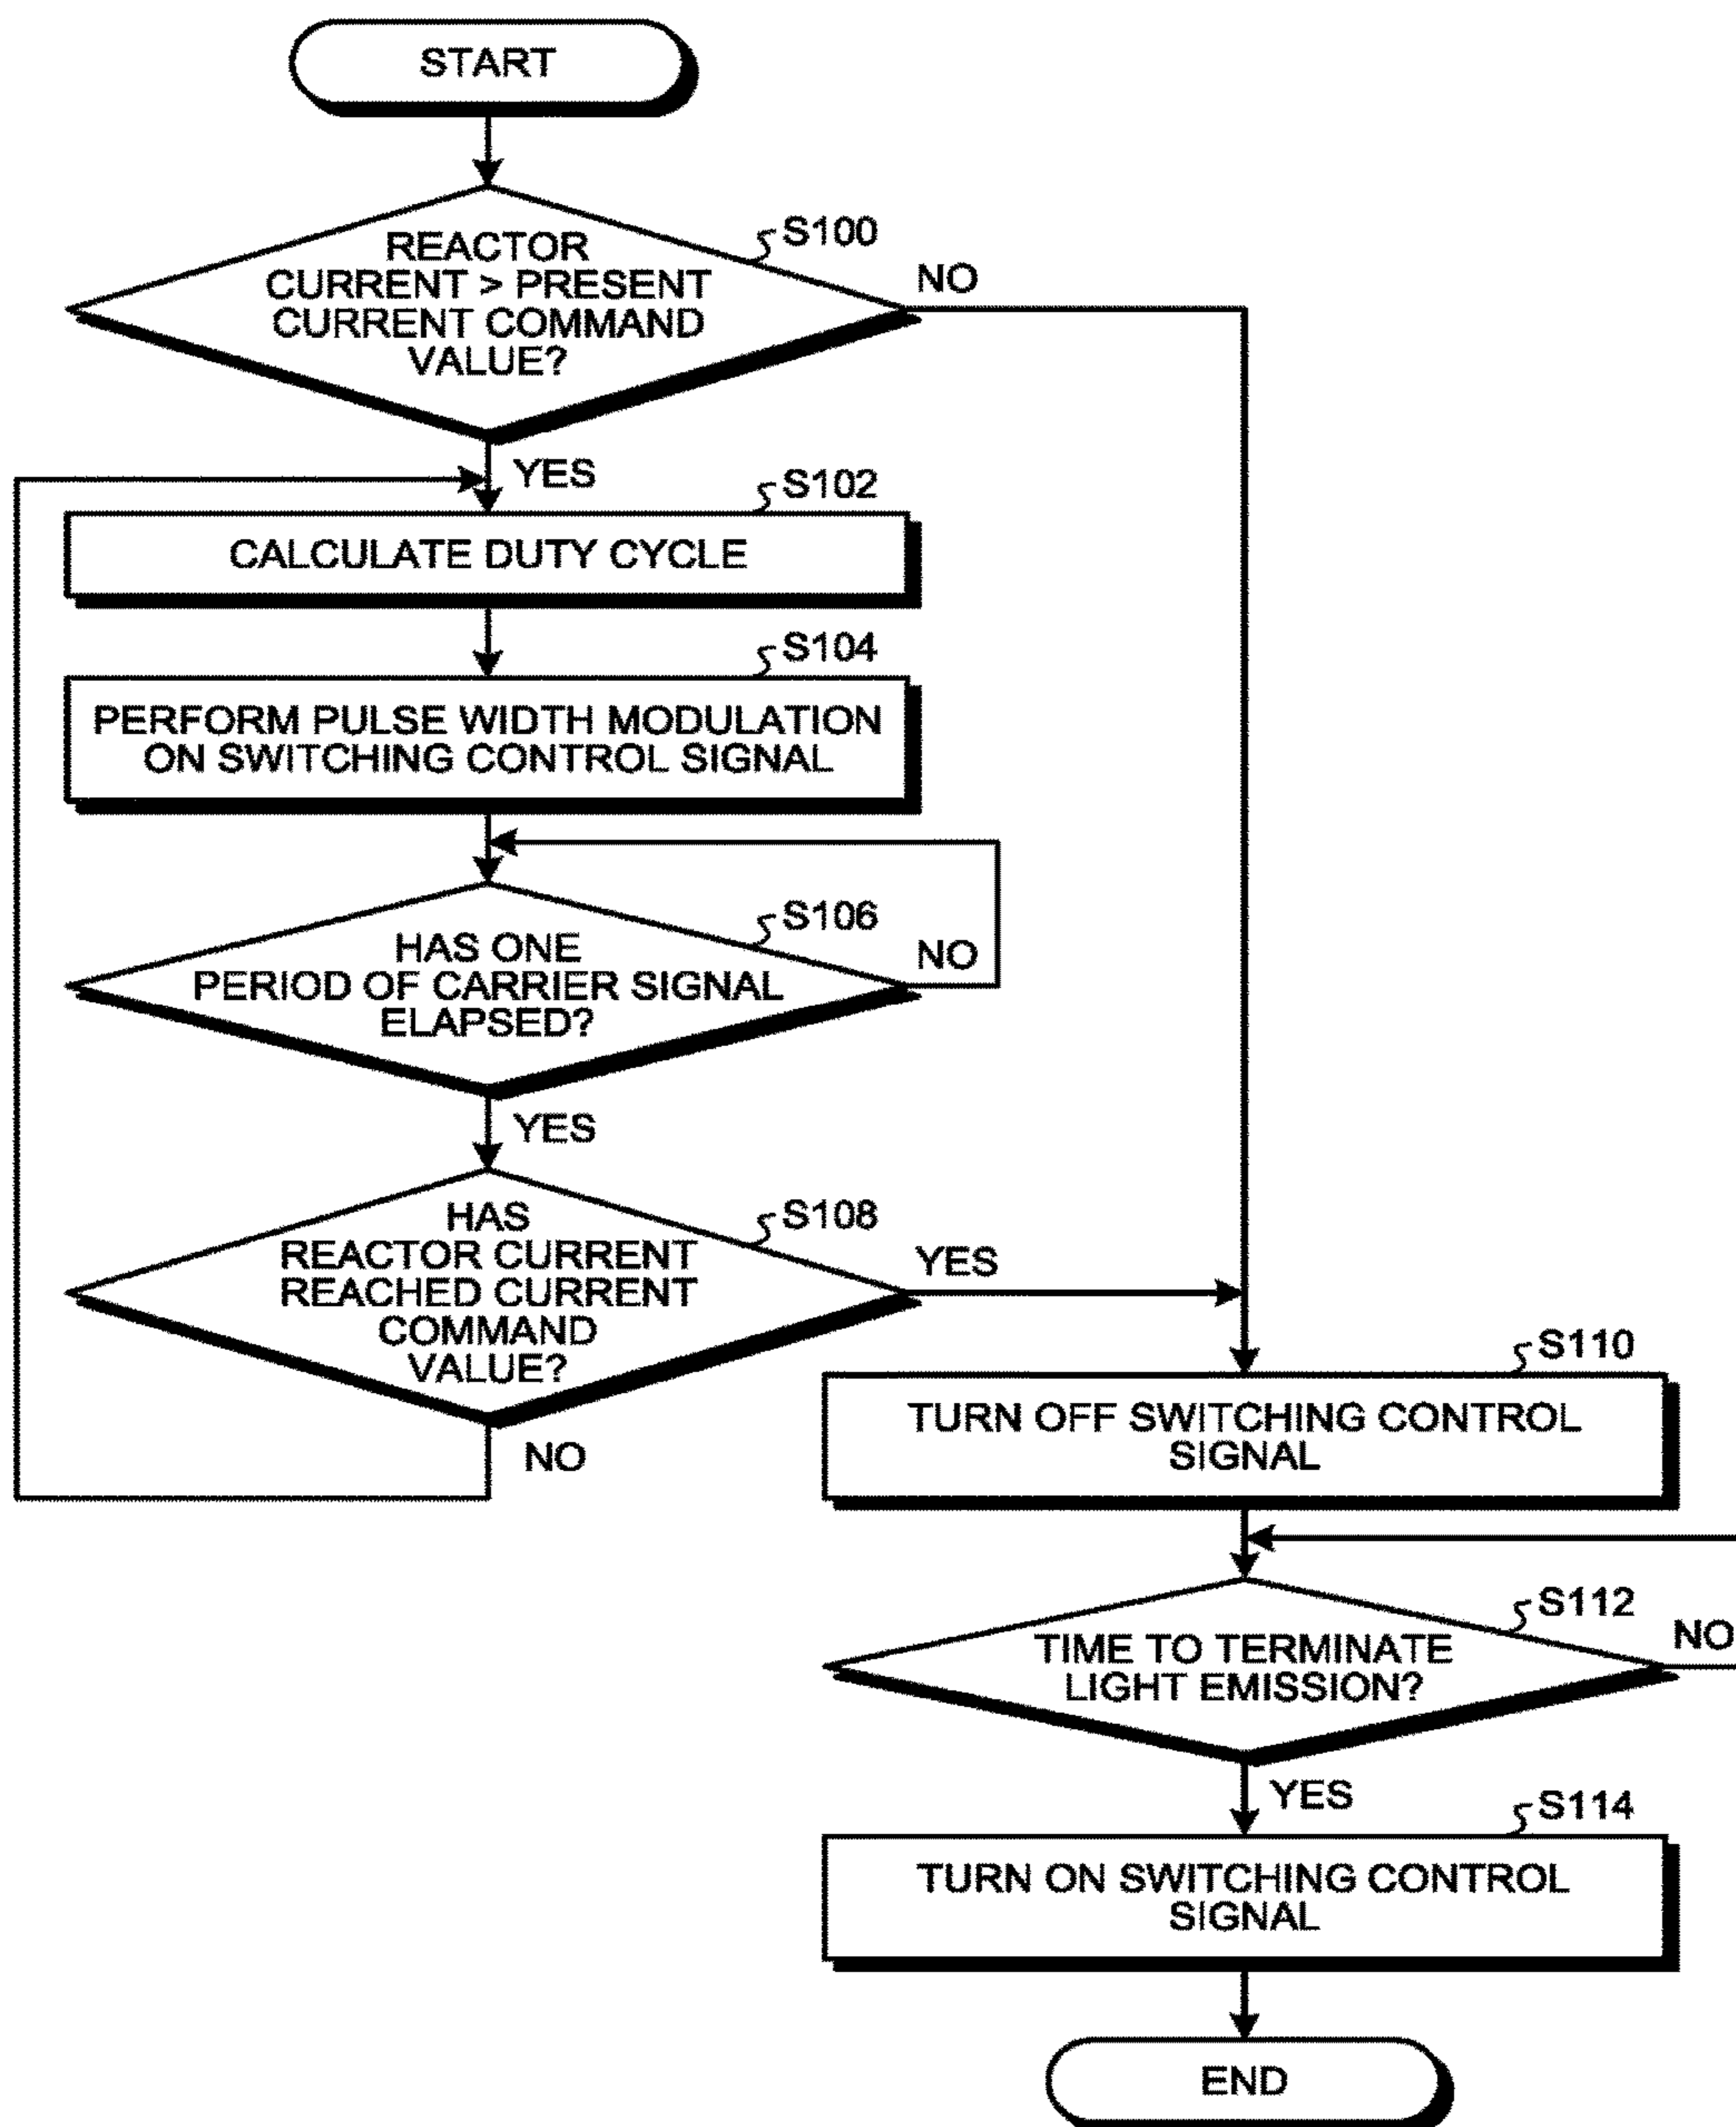 START
S100
REACTOR
CURRENT > PRESENT
CURRENT COMMAND
VALUE?
NO
YES
S102
CALCULATE DUTY CYCLE
S104
PERFORM PULSE WIDTH MODULATION
ON SWITCHING CONTROL SIGNAL
S106
HAS ONE
PERIOD OF CARRIER SIGNAL
ELAPSED?
NO
YES
S108
HAS
REACTOR CURRENT
REACHED CURRENT
COMMAND
VALUE?
YES
NO
S110
TURN OFF SWITCHING CONTROL
SIGNAL
S112
TIME TO TERMINATE
LIGHT EMISSION?
NO
YES
S114
TURN ON SWITCHING CONTROL
SIGNAL
END